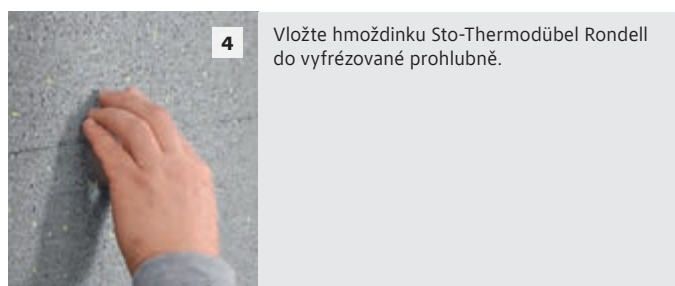 4
Vložte hmoždinku Sto-Thermodübel Rondell
do vyfrézované prohlubně.